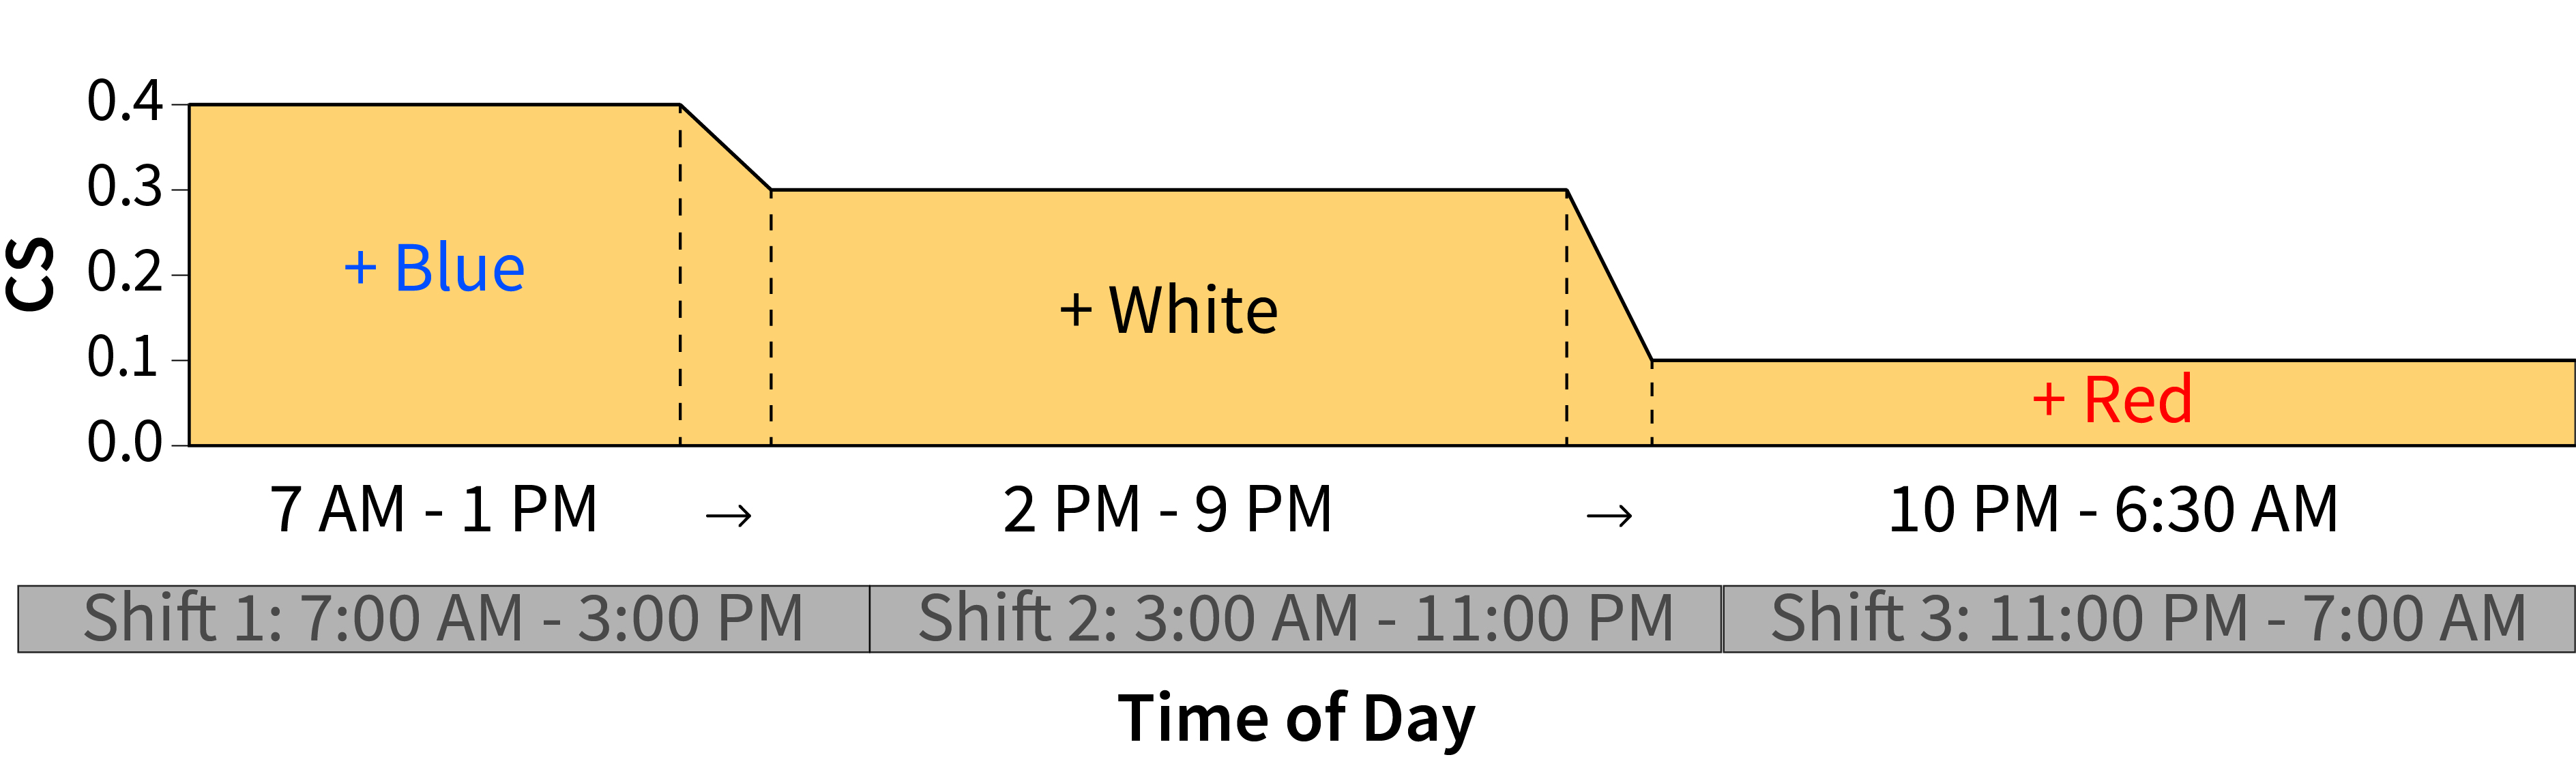 0.4
0.3
0.2
0.1
0.0
CS
+ Blue
+ White
+ Red
7 AM - 1 PM → 2 PM - 9 PM → 10 PM - 6:30 AM
Shift 1: 7:00 AM - 3:00 PM Shift 2: 3:00 AM - 11:00 PM Shift 3: 11:00 PM - 7:00 AM
Time of Day